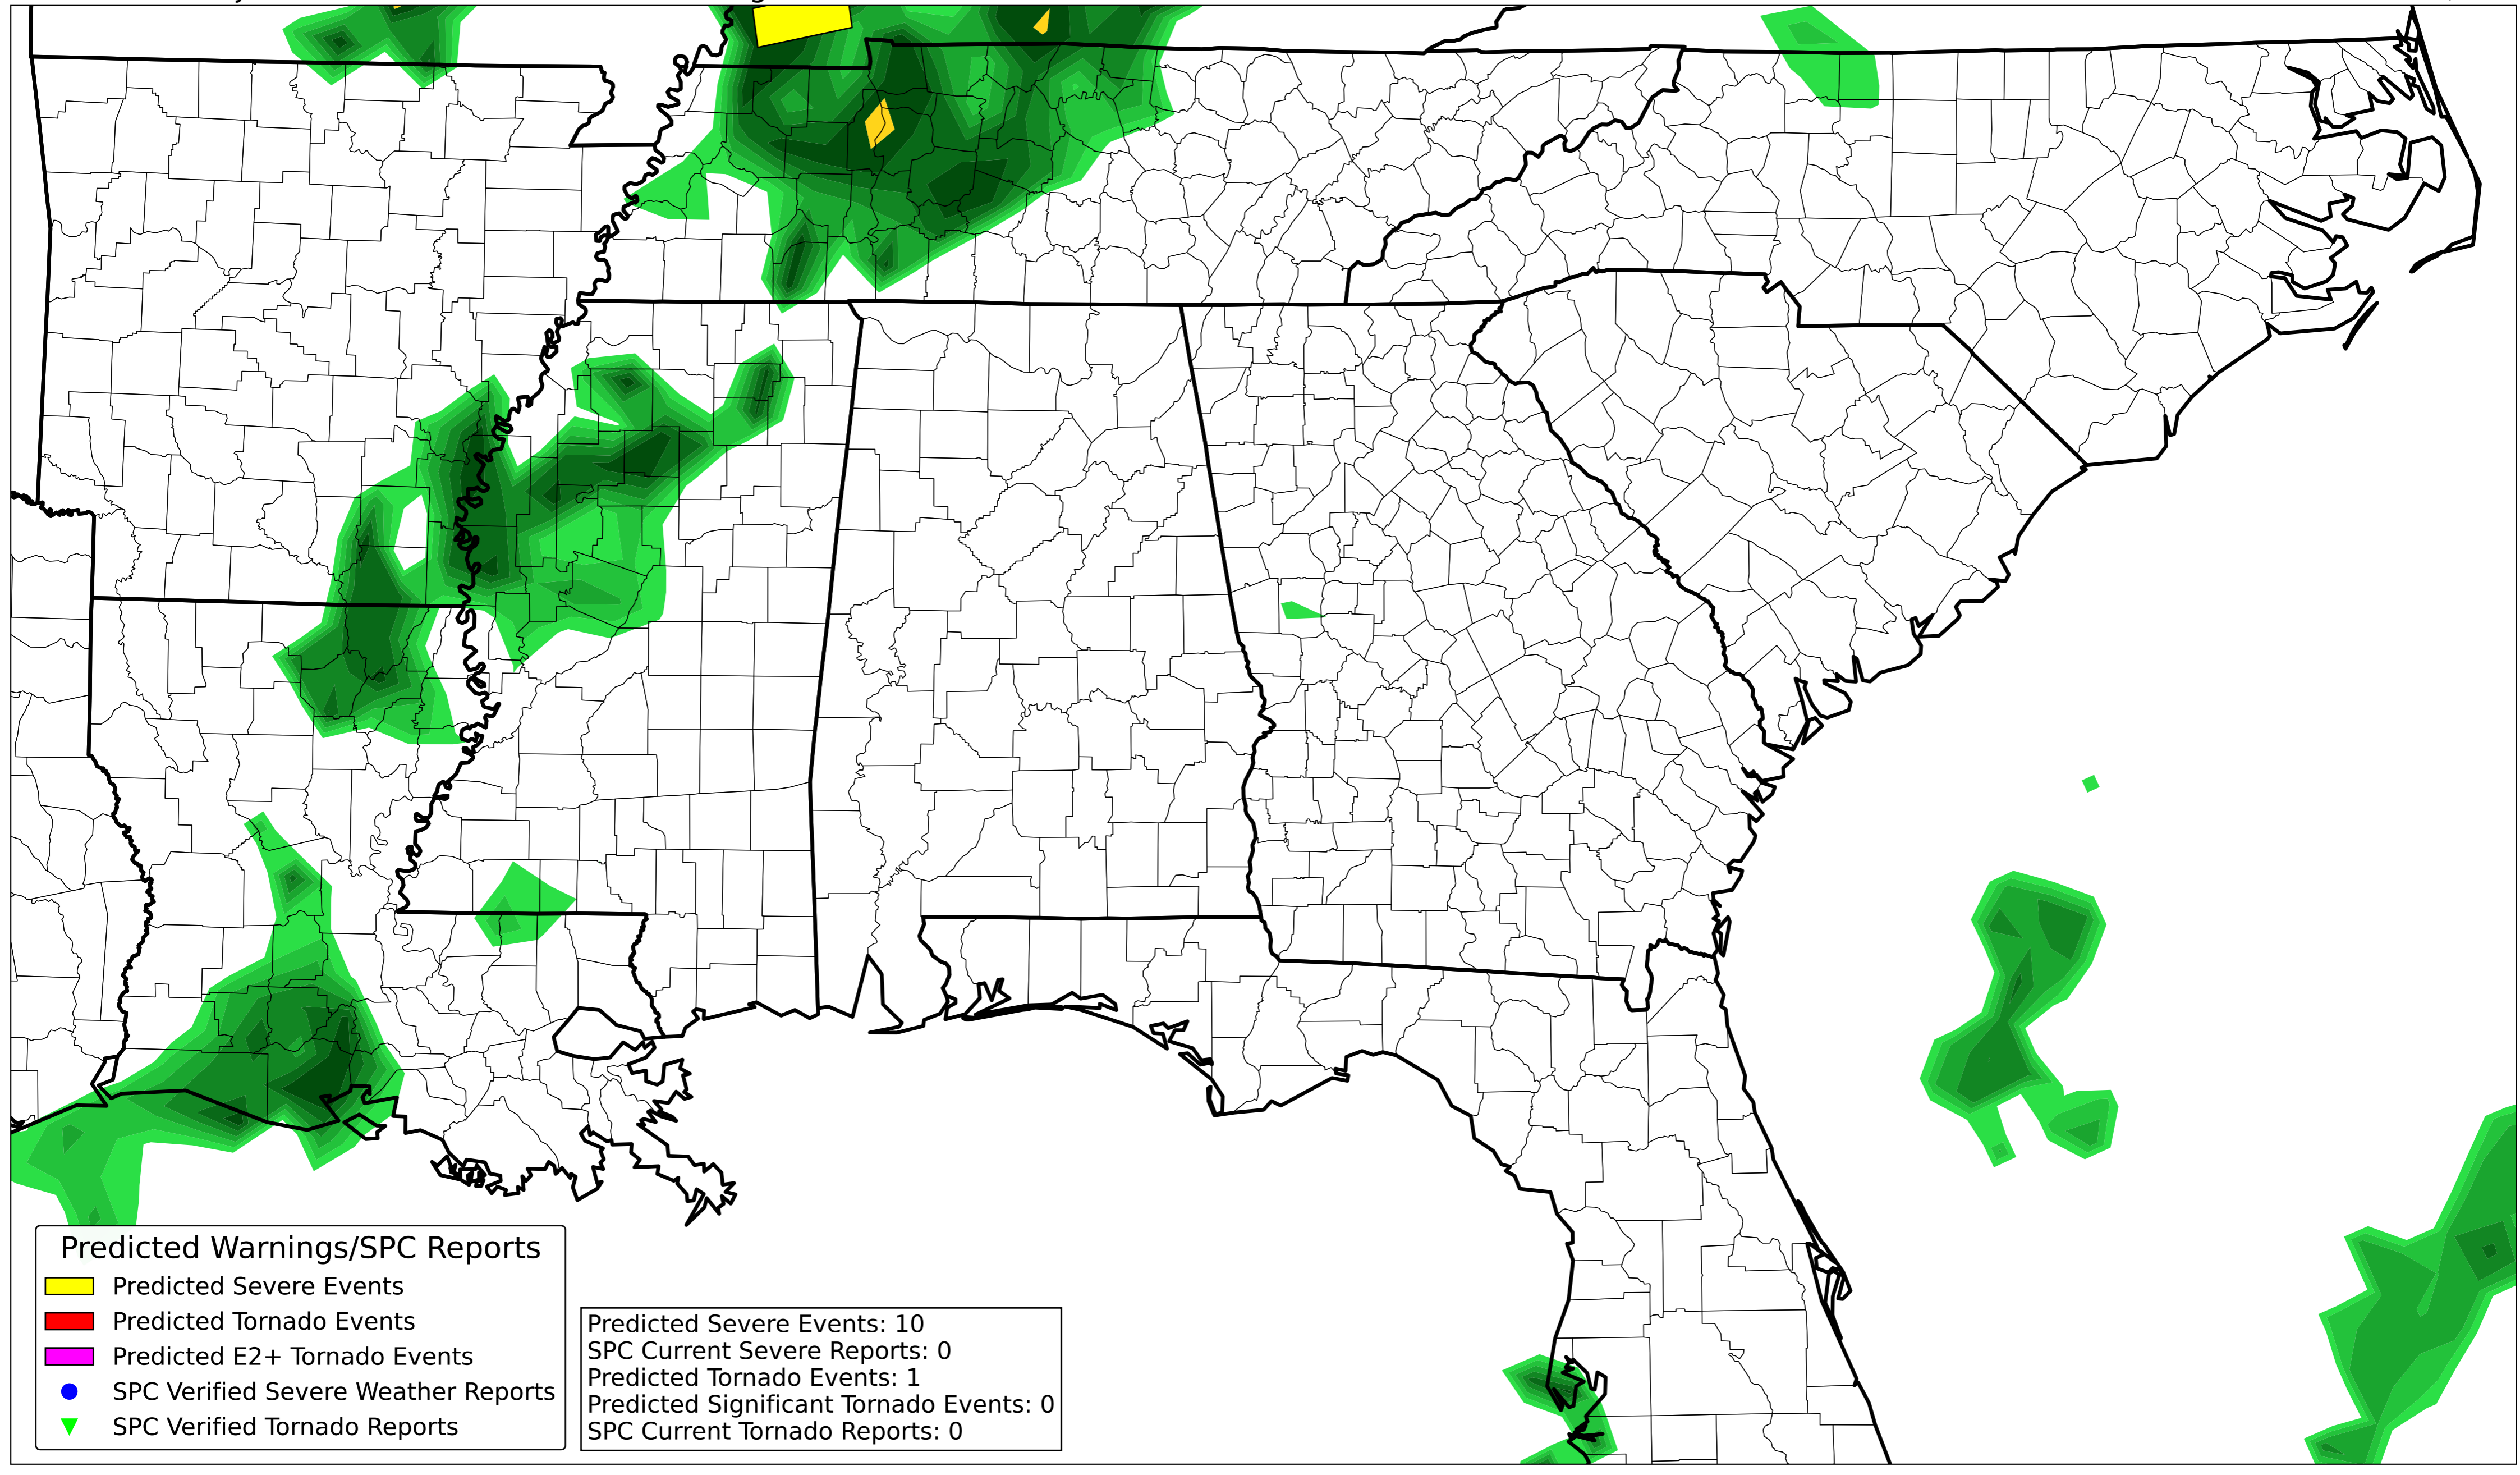 Predicted Warnings/SPC Reports
Predicted Severe Events
Predicted Tornado Events
Predicted E2+ Tornado Events
SPC Verified Severe Weather Reports
SPC Verified Tornado Reports
Predicted Severe Events: 10
SPC Current Severe Reports: 0
Predicted Tornado Events: 1
Predicted Significant Tornado Events: 0
SPC Current Tornado Reports: 0